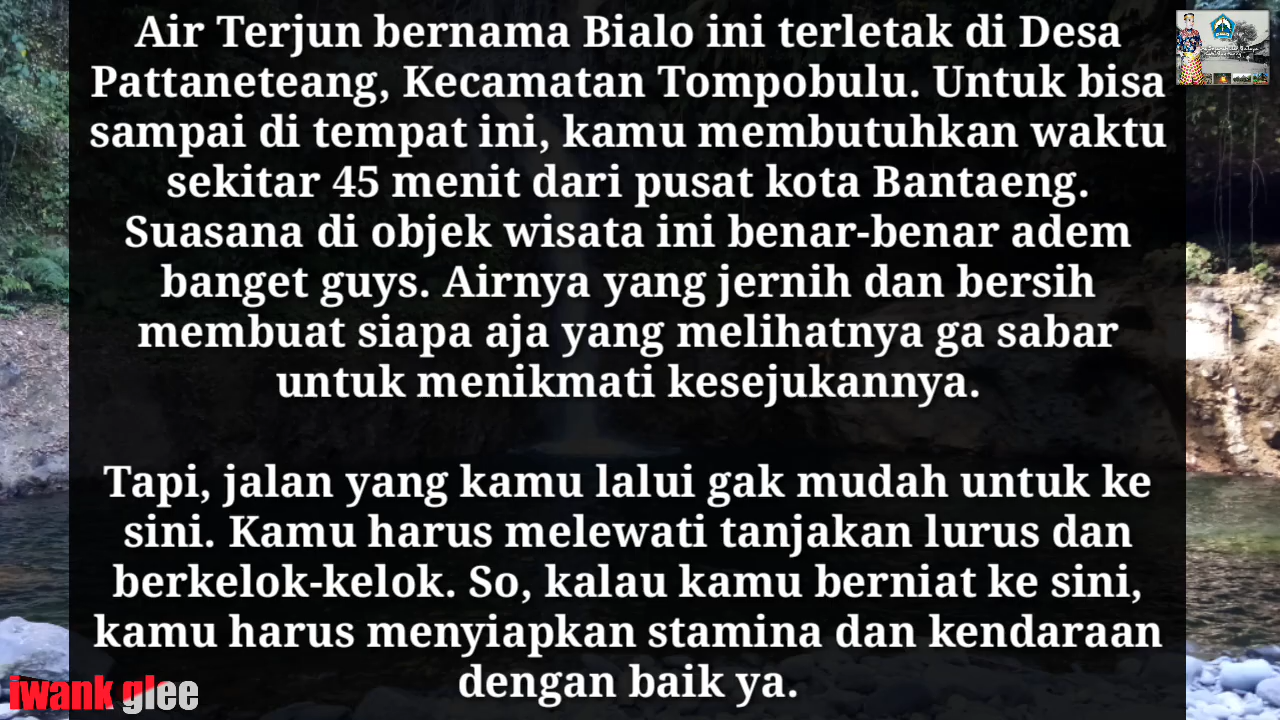 Air Terjun bernama Bialo ini terletak di Desa
Pattaneteang, Kecamatan Tompobulu. Untuk bisa
sampai di tempat ini, kamu membutuhkan waktu
sekitar 45 menit dari pusat kota Bantaeng.
Suasana di objek wisata ini benar-benar adem
banget guys. Airnya yang jernih dan bersih
membuat siapa aja yang melihatnya ga sabar
untuk menikmati kesejukannya.
Tapi, jalan yang kamu lalui gak mudah untuk ke
sini. Kamu harus melewati tanjakan lurus dan
berkelok-kelok. So, kalau kamu berniat ke sini,
kamu harus menyiapkan stamina dan kendaraan
dengan baik ya.
iwank glee